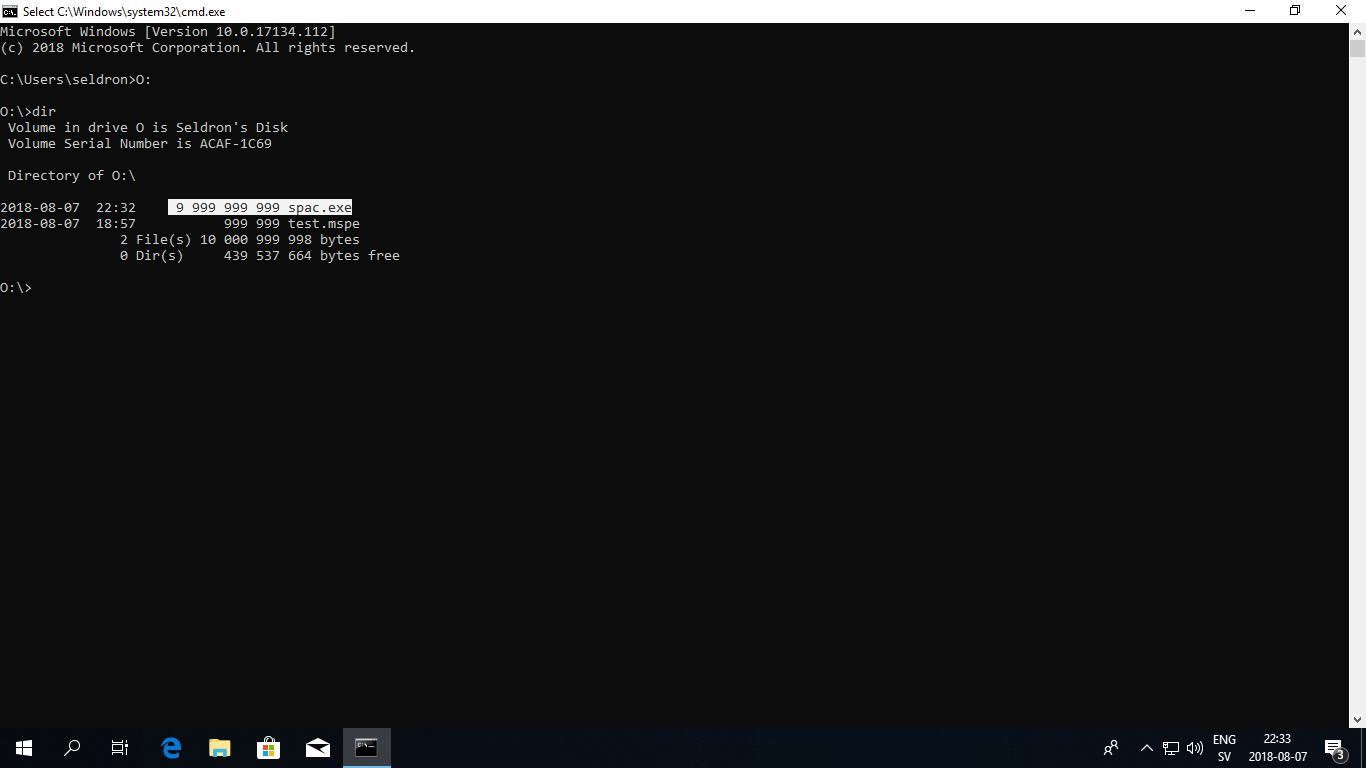 Select C:\Windows\system32\cmd.exe
Microsoft Windows [Version 10.0.17134.112]
(c) 2018 Microsoft Corporation. All rights reserved.
C:\Users\seldron>O:
O:\>dir
 Volume in drive O is Seldron's Disk
 Volume Serial Number is ACAF-1C69
 Directory of O:\
2018-08-07  22:32     9 999 999 999 spac.exe
2018-08-07  18:57           999 999 test.mspe
               2 File(s) 10 000 999 998 bytes
               0 Dir(s)     439 537 664 bytes free
O:\>
ENG
SV
22:33
2018-08-07
3